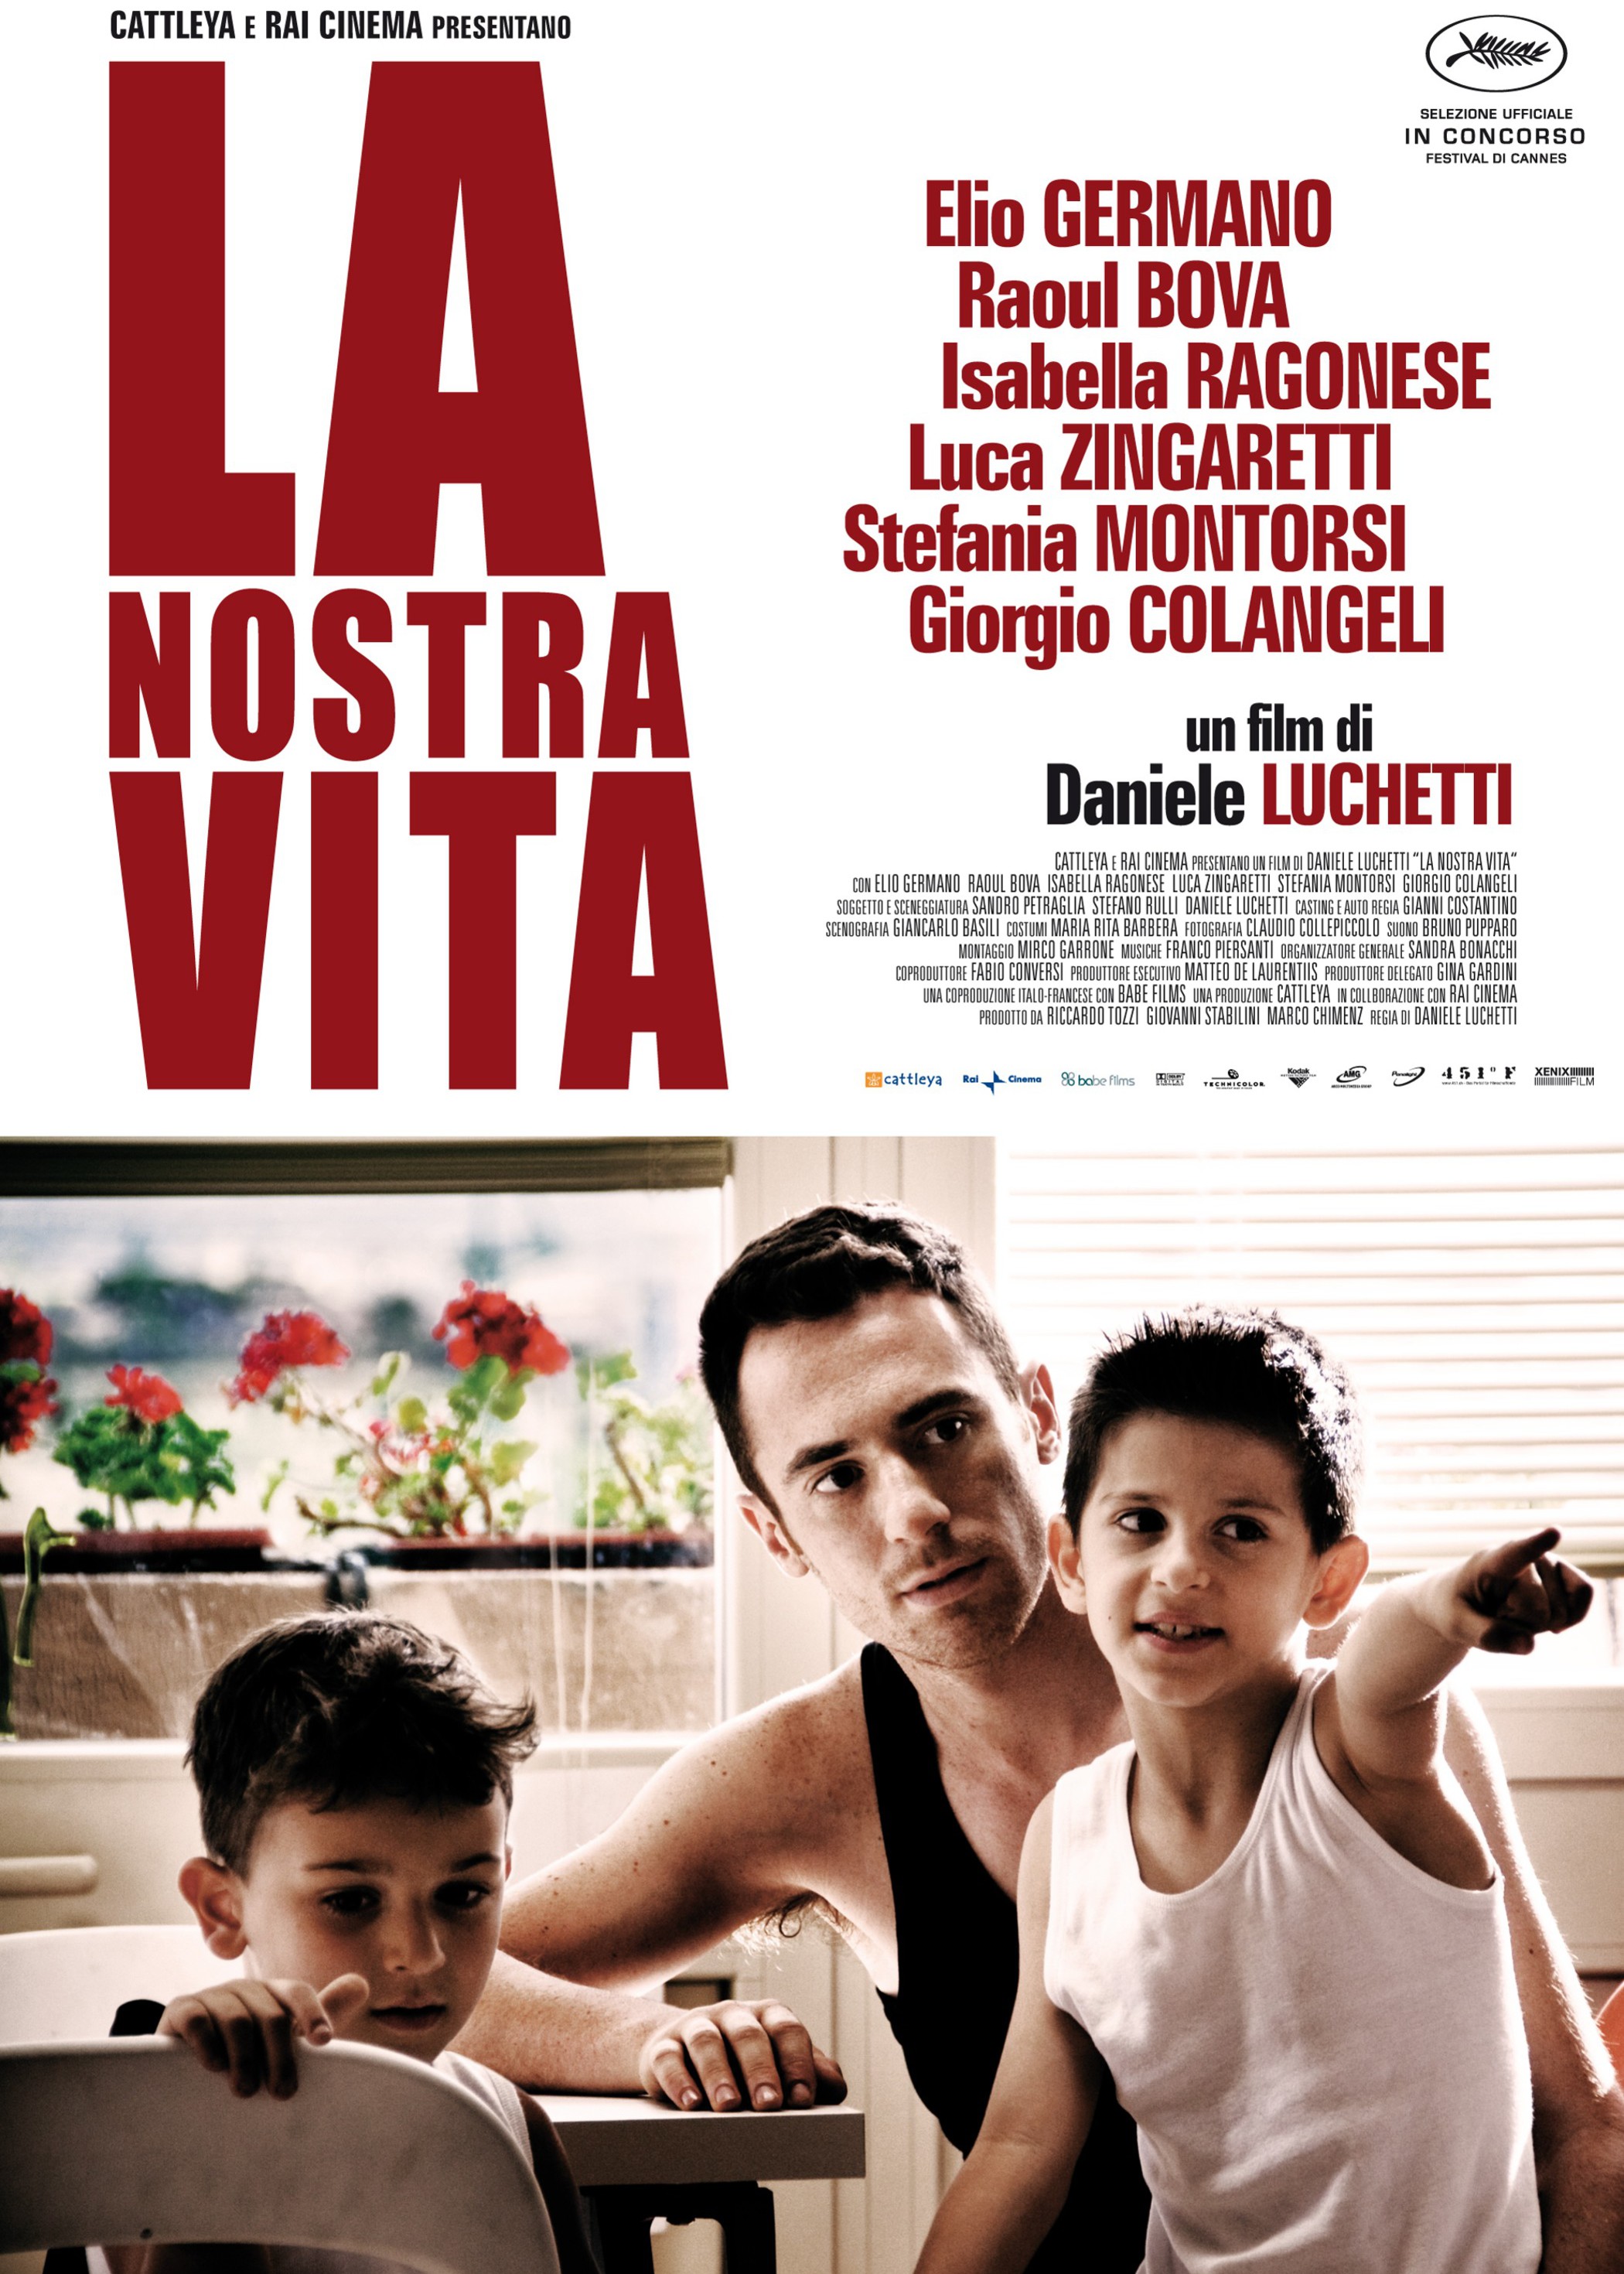 CATTLEYA E RAI CINEMA PRESENTANO
LA
NOSTRA
VITA
SELEZIONE UFFICIALE
IN CONCORSO
FESTIVAL DI CANNES
Elio GERMANO
Raoul BOVA
Isabella RAGONESE
Luca ZINGARETTI
Stefania MONTORSI
Giorgio COLANGELI
un film di
Daniele LUCHETTI
CATTLEYA E RAI CINEMA PRESENTANO UN FILM DI DANIELE LUCHETTI "LA NOSTRA VITA"
CON ELIO GERMANO RAOUL BOVA ISABELLA RAGONESE LUCA ZINGARETTI STEFANIA MONTORSI GIORGIO COLANGELI
SOGGETTO E SCENEGGIATURA SANDRO PETRAGLIA STEFANO RULLI DANIELE LUCHETTI CASTING E AUTO REGIA GIANNI COSTANTINO
SCENOGRAFIA GIANCARLO BASILI COSTUMI MARIA RITA BARBERA FOTOGRAFIA CLAUDIO COLLEPICCOLO SUONO BRUNO PUPPARO
MONTAGGIO MIRCO GARRONE MUSICHE FRANCO PIERSANTI ORGANIZZATORE GENERALE SANDRA BONACCHI
COPRODUTTORE FABIO CONVERSI PRODUTTORE ESECUTIVO MATTEO DE LAURENTIIS PRODUTTORE DELEGATO GINA GARDINI
UNA COPRODUZIONE ITALO-FRANCESE CON BABE FILMS UNA PRODUZIONE CATTLEYA IN COLLBORAZIONE CON RAI CINEMA
PRODOTTO DA RICCARDO TOZZI GIOVANNI STABILINI MARCO CHIMENZ REGIA DI DANIELE LUCHETTI
cattleya Rai Cinema babe films TECHNICOLOR Kodak AMG 451°F XENIX FILM